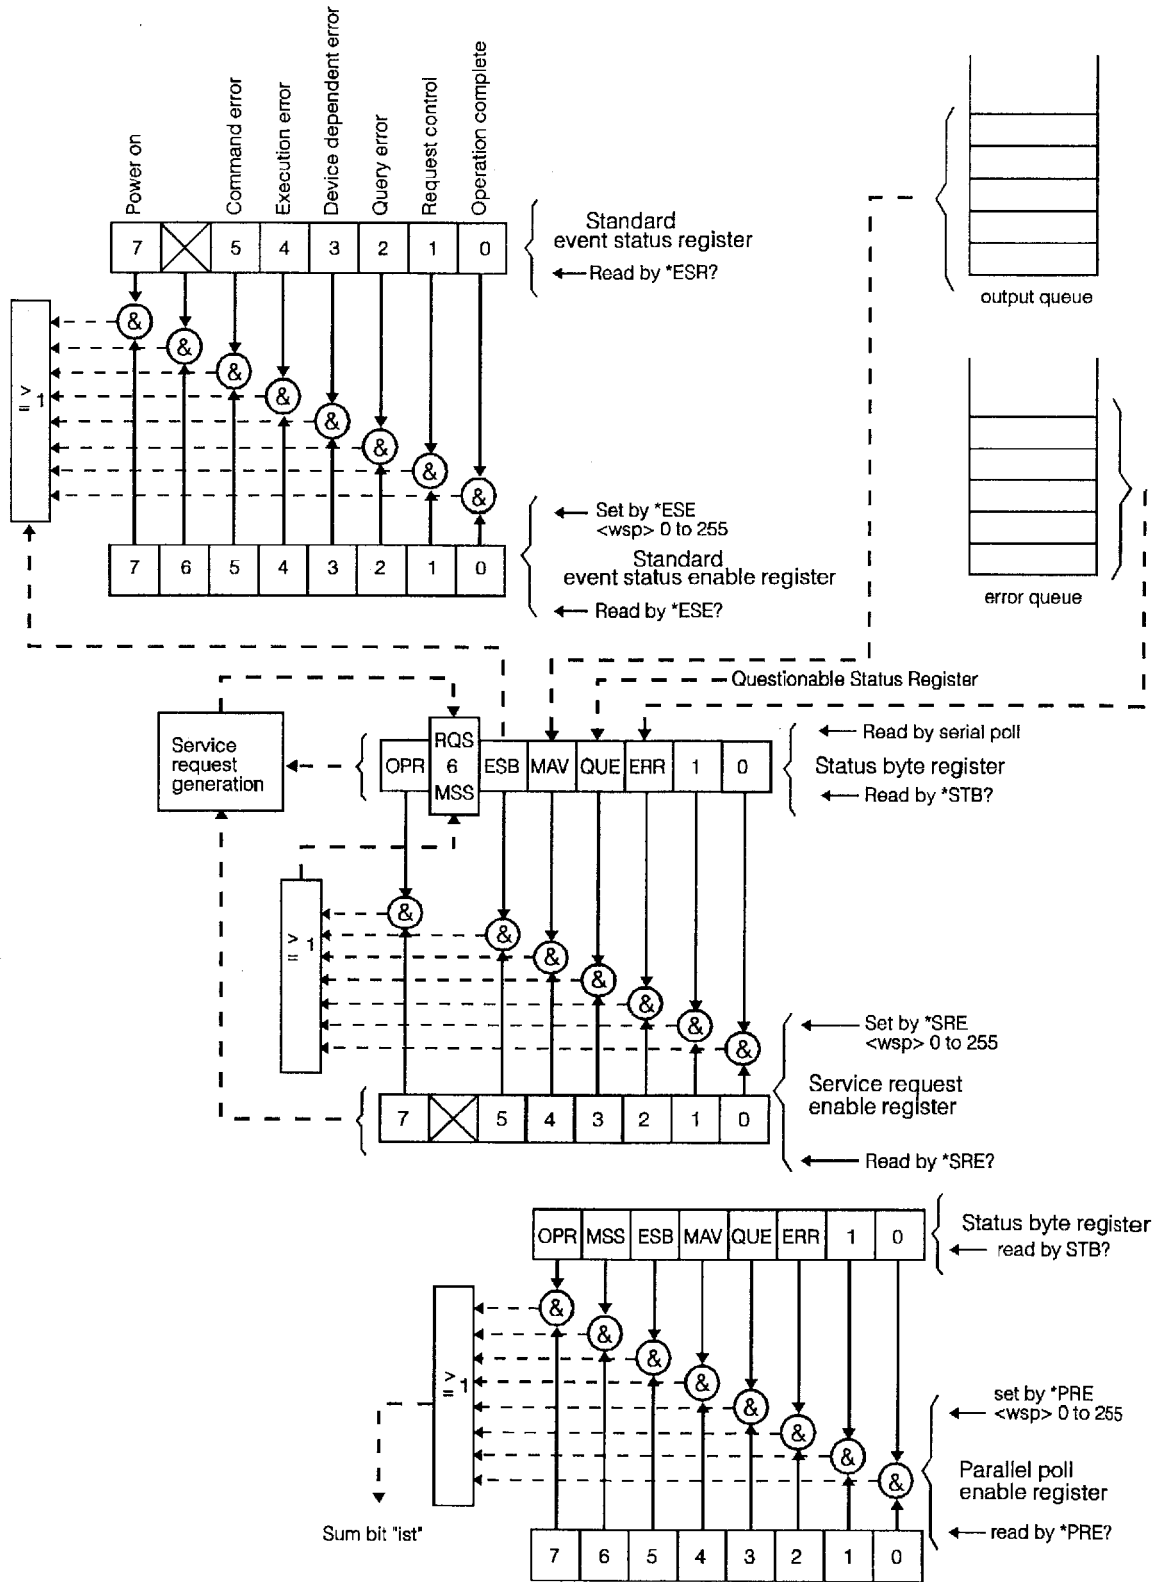 Power on
Command error
Execution error
Device dependent error
Query error
Request control
Operation complete
7 5 4 3 2 1 0
Standard
event status register
Read by *ESR?
output queue
&
&
&
&
&
&
&
&
≥ 1
Set by *ESE
<wsp> 0 to 255
7 6 5 4 3 2 1 0
Standard
event status enable register
Read by *ESE?
error queue
Questionable Status Register
Service
request
generation
OPR RQS 6 MSS ESB MAV QUE ERR 1 0
Read by serial poll
Status byte register
Read by *STB?
&
&
&
&
&
&
&
≥ 1
Set by *SRE
<wsp> 0 to 255
Service request
enable register
7 5 4 3 2 1 0
Read by *SRE?
OPR MSS ESB MAV QUE ERR 1 0
Status byte register
read by STB?
&
&
&
&
&
&
&
&
≥ 1
set by *PRE
<wsp> 0 to 255
Parallel poll
enable register
Sum bit "ist"
read by *PRE?
7 6 5 4 3 2 1 0